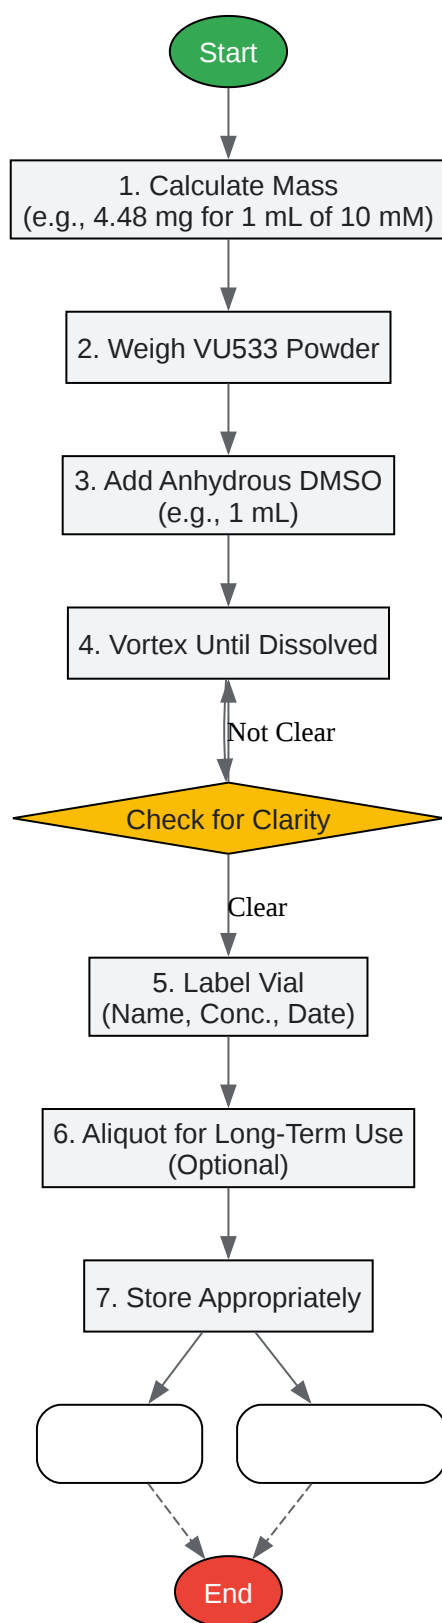 Start
1. Calculate Mass
(e.g., 4.48 mg for 1 mL of 10 mM)
2. Weigh VU533 Powder
3. Add Anhydrous DMSO
(e.g., 1 mL)
4. Vortex Until Dissolved
Not Clear
Check for Clarity
Clear
5. Label Vial
(Name, Conc., Date)
6. Aliquot for Long-Term Use
(Optional)
7. Store Appropriately
End